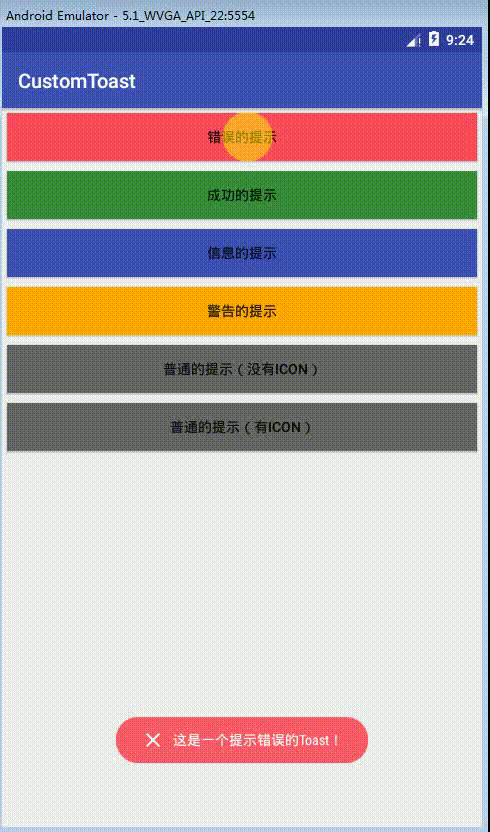 Android Emulator - 5.1_WVGA_API_22:5554
9:24
CustomToast
错误的提示
成功的提示
信息的提示
警告的提示
普通的提示（没有ICON）
普通的提示（有ICON）
这是一个提示错误的Toast！